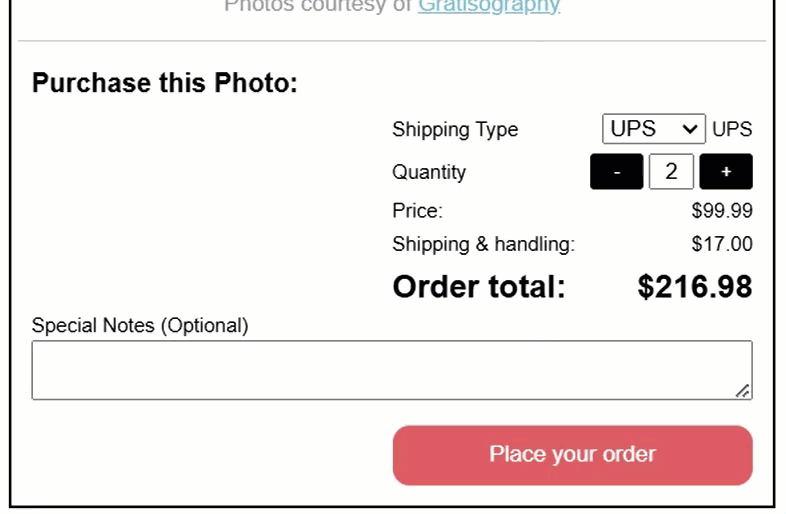 Photos courtesy of Gratisography
Purchase this Photo:
Shipping Type UPS UPS
Quantity - 2 +
Price: $99.99
Shipping & handling: $17.00
Order total: $216.98
Special Notes (Optional)
Place your order